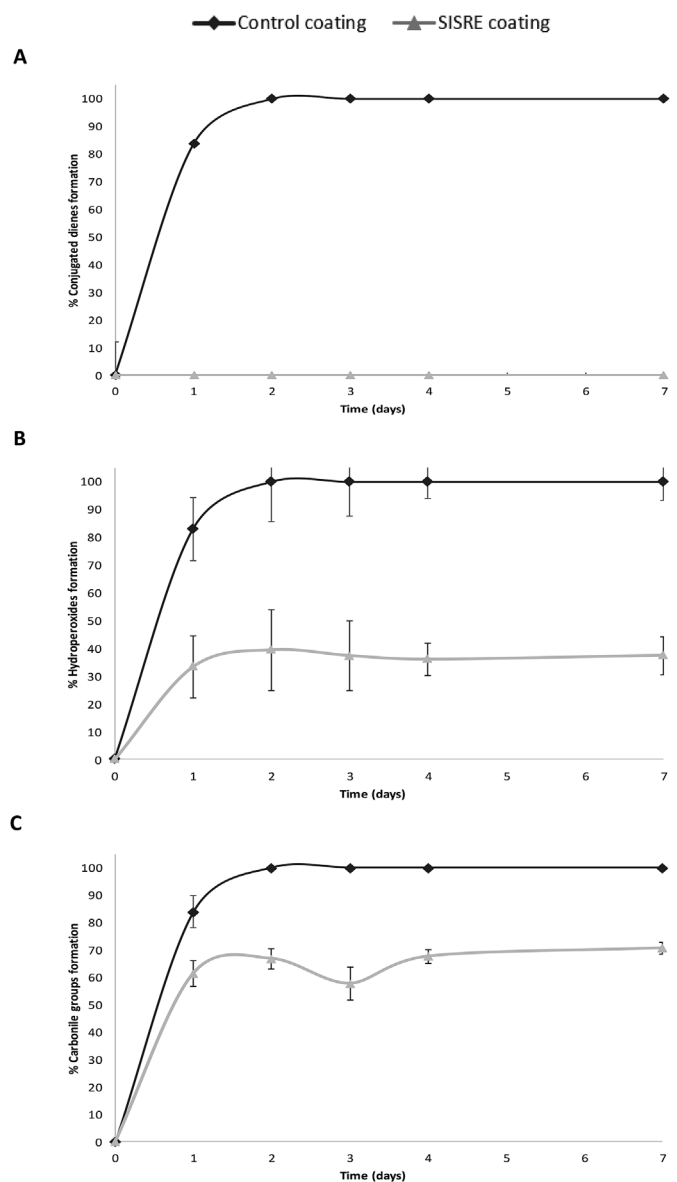 Control coating SISRE coating
A
% Conjugated dienes formation
100
90
80
70
60
50
40
30
20
10
0
0 1 2 3 4 5 6 7
Time (days)
B
% Hydroperoxides formation
100
90
80
70
60
50
40
30
20
10
0
0 1 2 3 4 5 6 7
Time (days)
C
% Carbonile groups formation
100
90
80
70
60
50
40
30
20
10
0
0 1 2 3 4 5 6 7
Time (days)